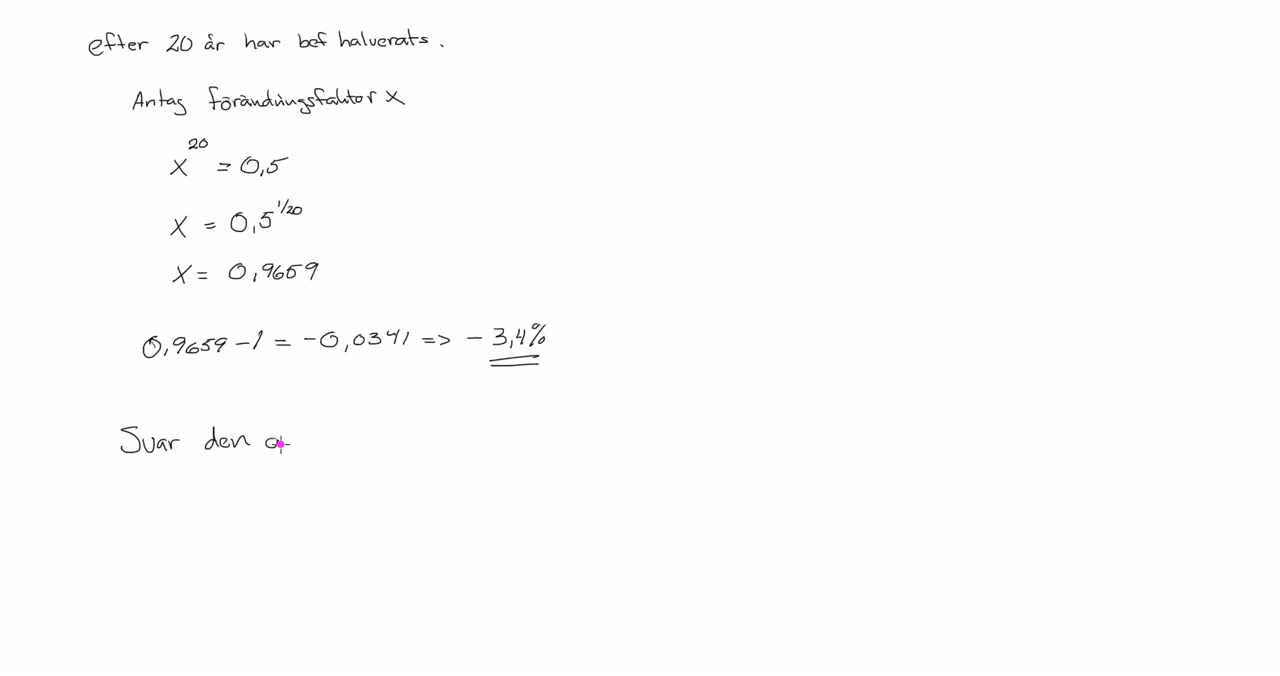 efter 20 år har bef halverats.
Antag förändringsfaktor x
x^20 = 0,5
x = 0,5^1/20
x = 0,9659
0,9659 - 1 = -0,0341 => - 3,4%
Svar den